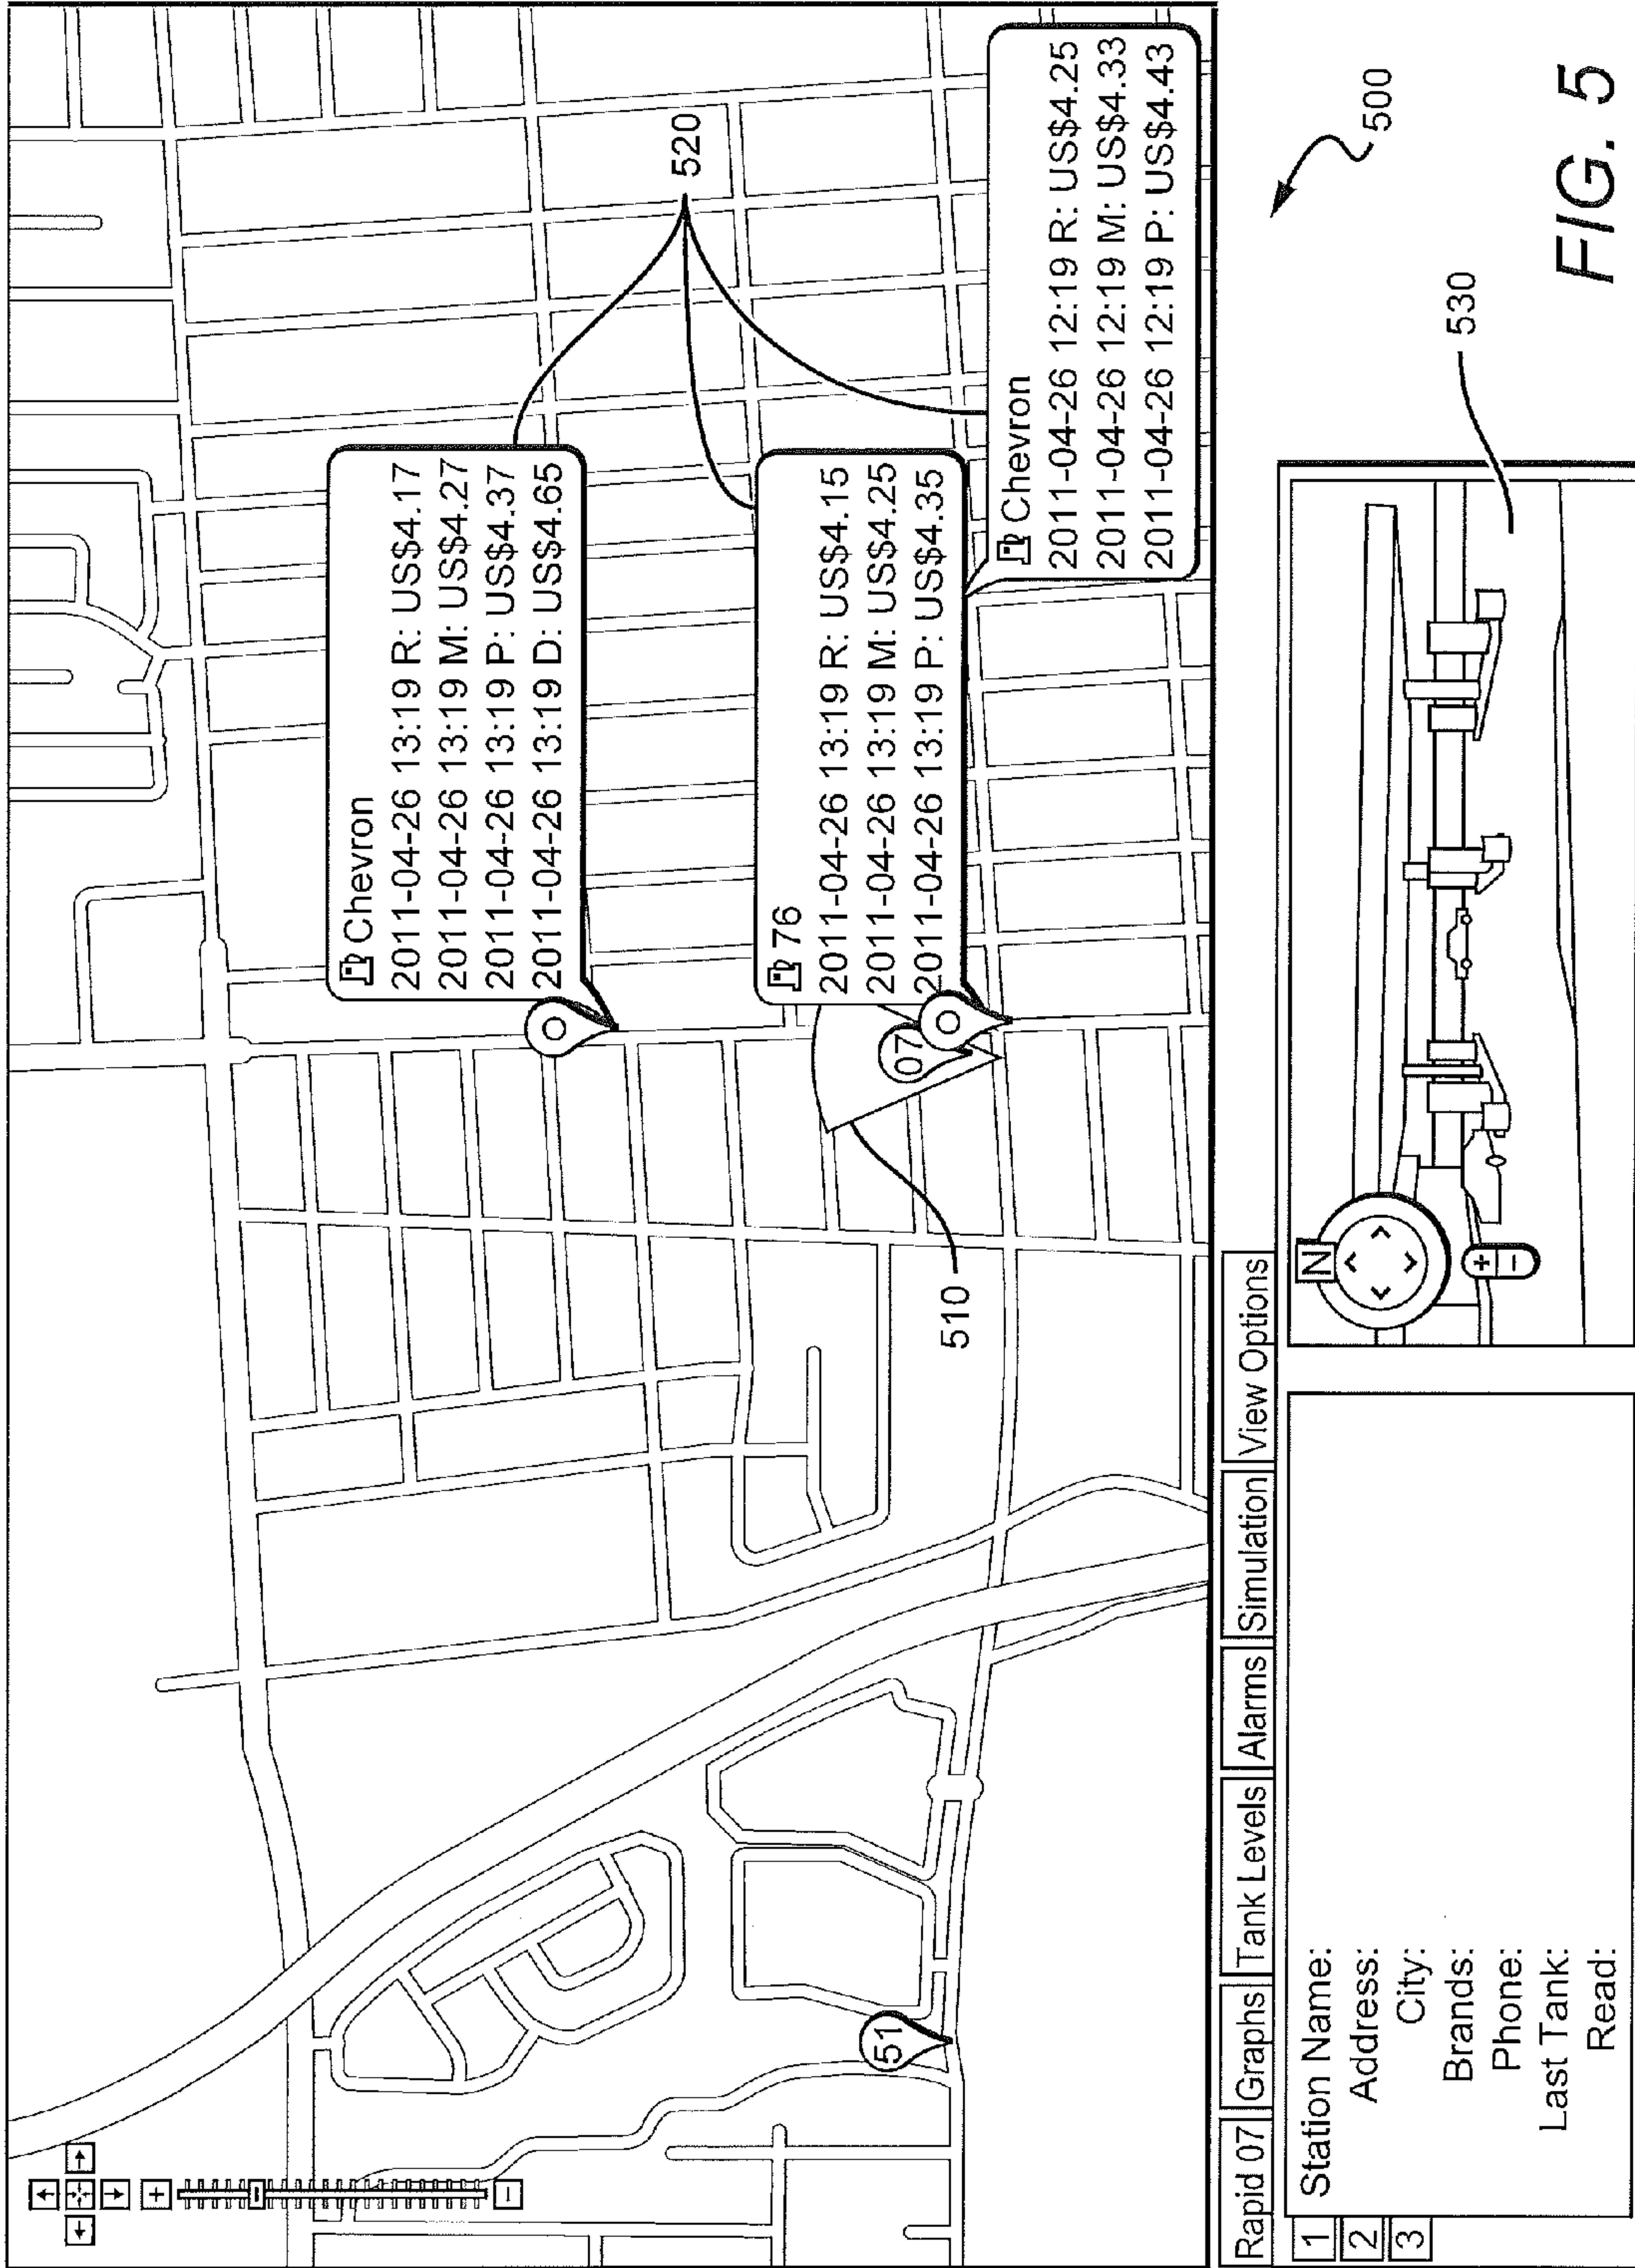 Chevron
2011-04-26 13:19 R: US$4.17
2011-04-26 13:19 M: US$4.27
2011-04-26 13:19 P: US$4.37
2011-04-26 13:19 D: US$4.65
520
76
2011-04-26 13:19 R: US$4.15
2011-04-26 13:19 M: US$4.25
2011-04-26 13:19 P: US$4.35
07
51
510
Chevron
2011-04-26 12:19 R: US$4.25
2011-04-26 12:19 M: US$4.33
2011-04-26 12:19 P: US$4.43
Rapid 07 Graphs Tank Levels Alarms Simulation View Options
1
2
3
Station Name:
Address:
City:
Brands:
Phone:
Last Tank:
Read:
N
500
530
FIG. 5